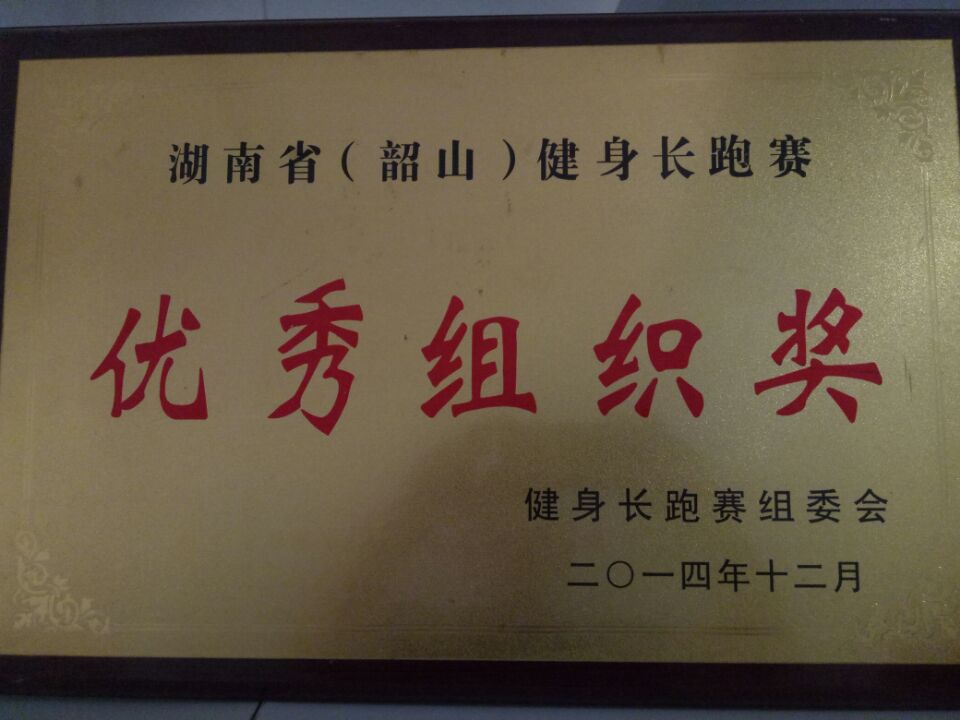 湖南省（韶山）健身长跑赛
优秀组织奖
健身长跑赛组委会
二〇一四年十二月